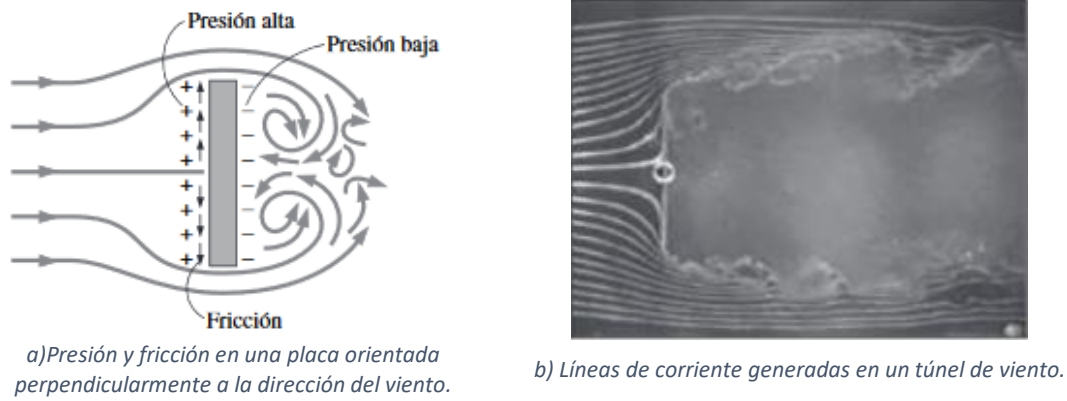 Presión alta
Presión baja
Fricción
a)Presión y fricción en una placa orientada
perpendicularmente a la dirección del viento.
b) Líneas de corriente generadas en un túnel de viento.